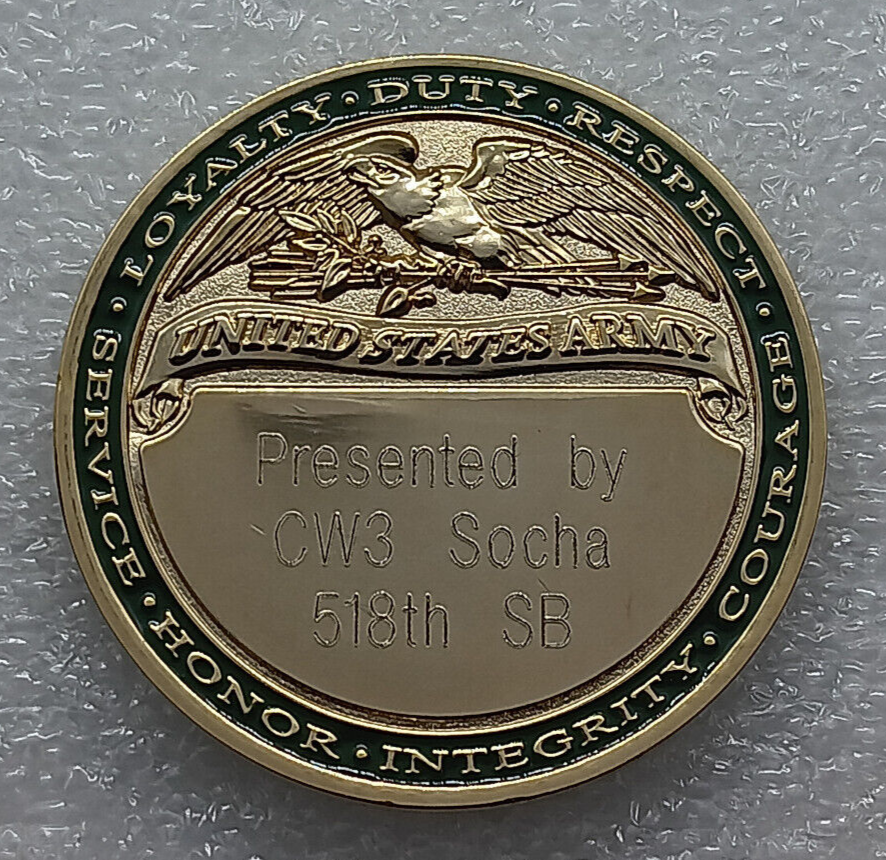 LOYALTY · DUTY · RESPECT · COURAGE · INTEGRITY · HONOR · SERVICE ·
UNITED STATES ARMY
Presented by
CW3 Socha
518th SB